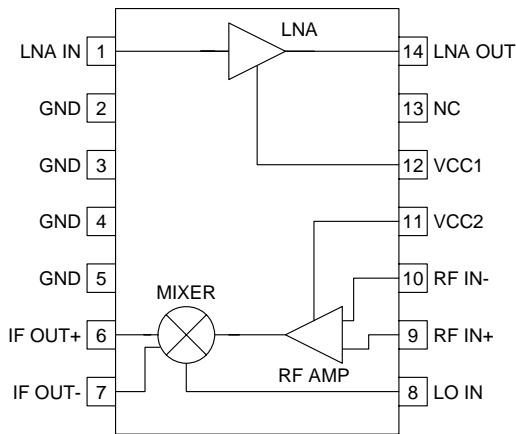 LNA
LNA IN 1 14 LNA OUT
GND 2 13 NC
GND 3 12 VCC1
GND 4 11 VCC2
GND 5 10 RF IN-
MIXER
IF OUT+ 6 9 RF IN+
RF AMP
IF OUT- 7 8 LO IN